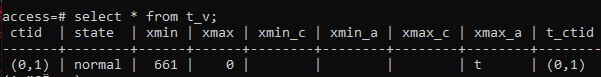 access=# select * from t_v;
 ctid  | state  | xmin | xmax | xmin_c | xmin_a | xmax_c | xmax_a | t_ctid
-------+--------+------+------+--------+--------+--------+--------+--------
 (0,1) | normal |  661 |    0 |        |        |        | t      | (0,1)